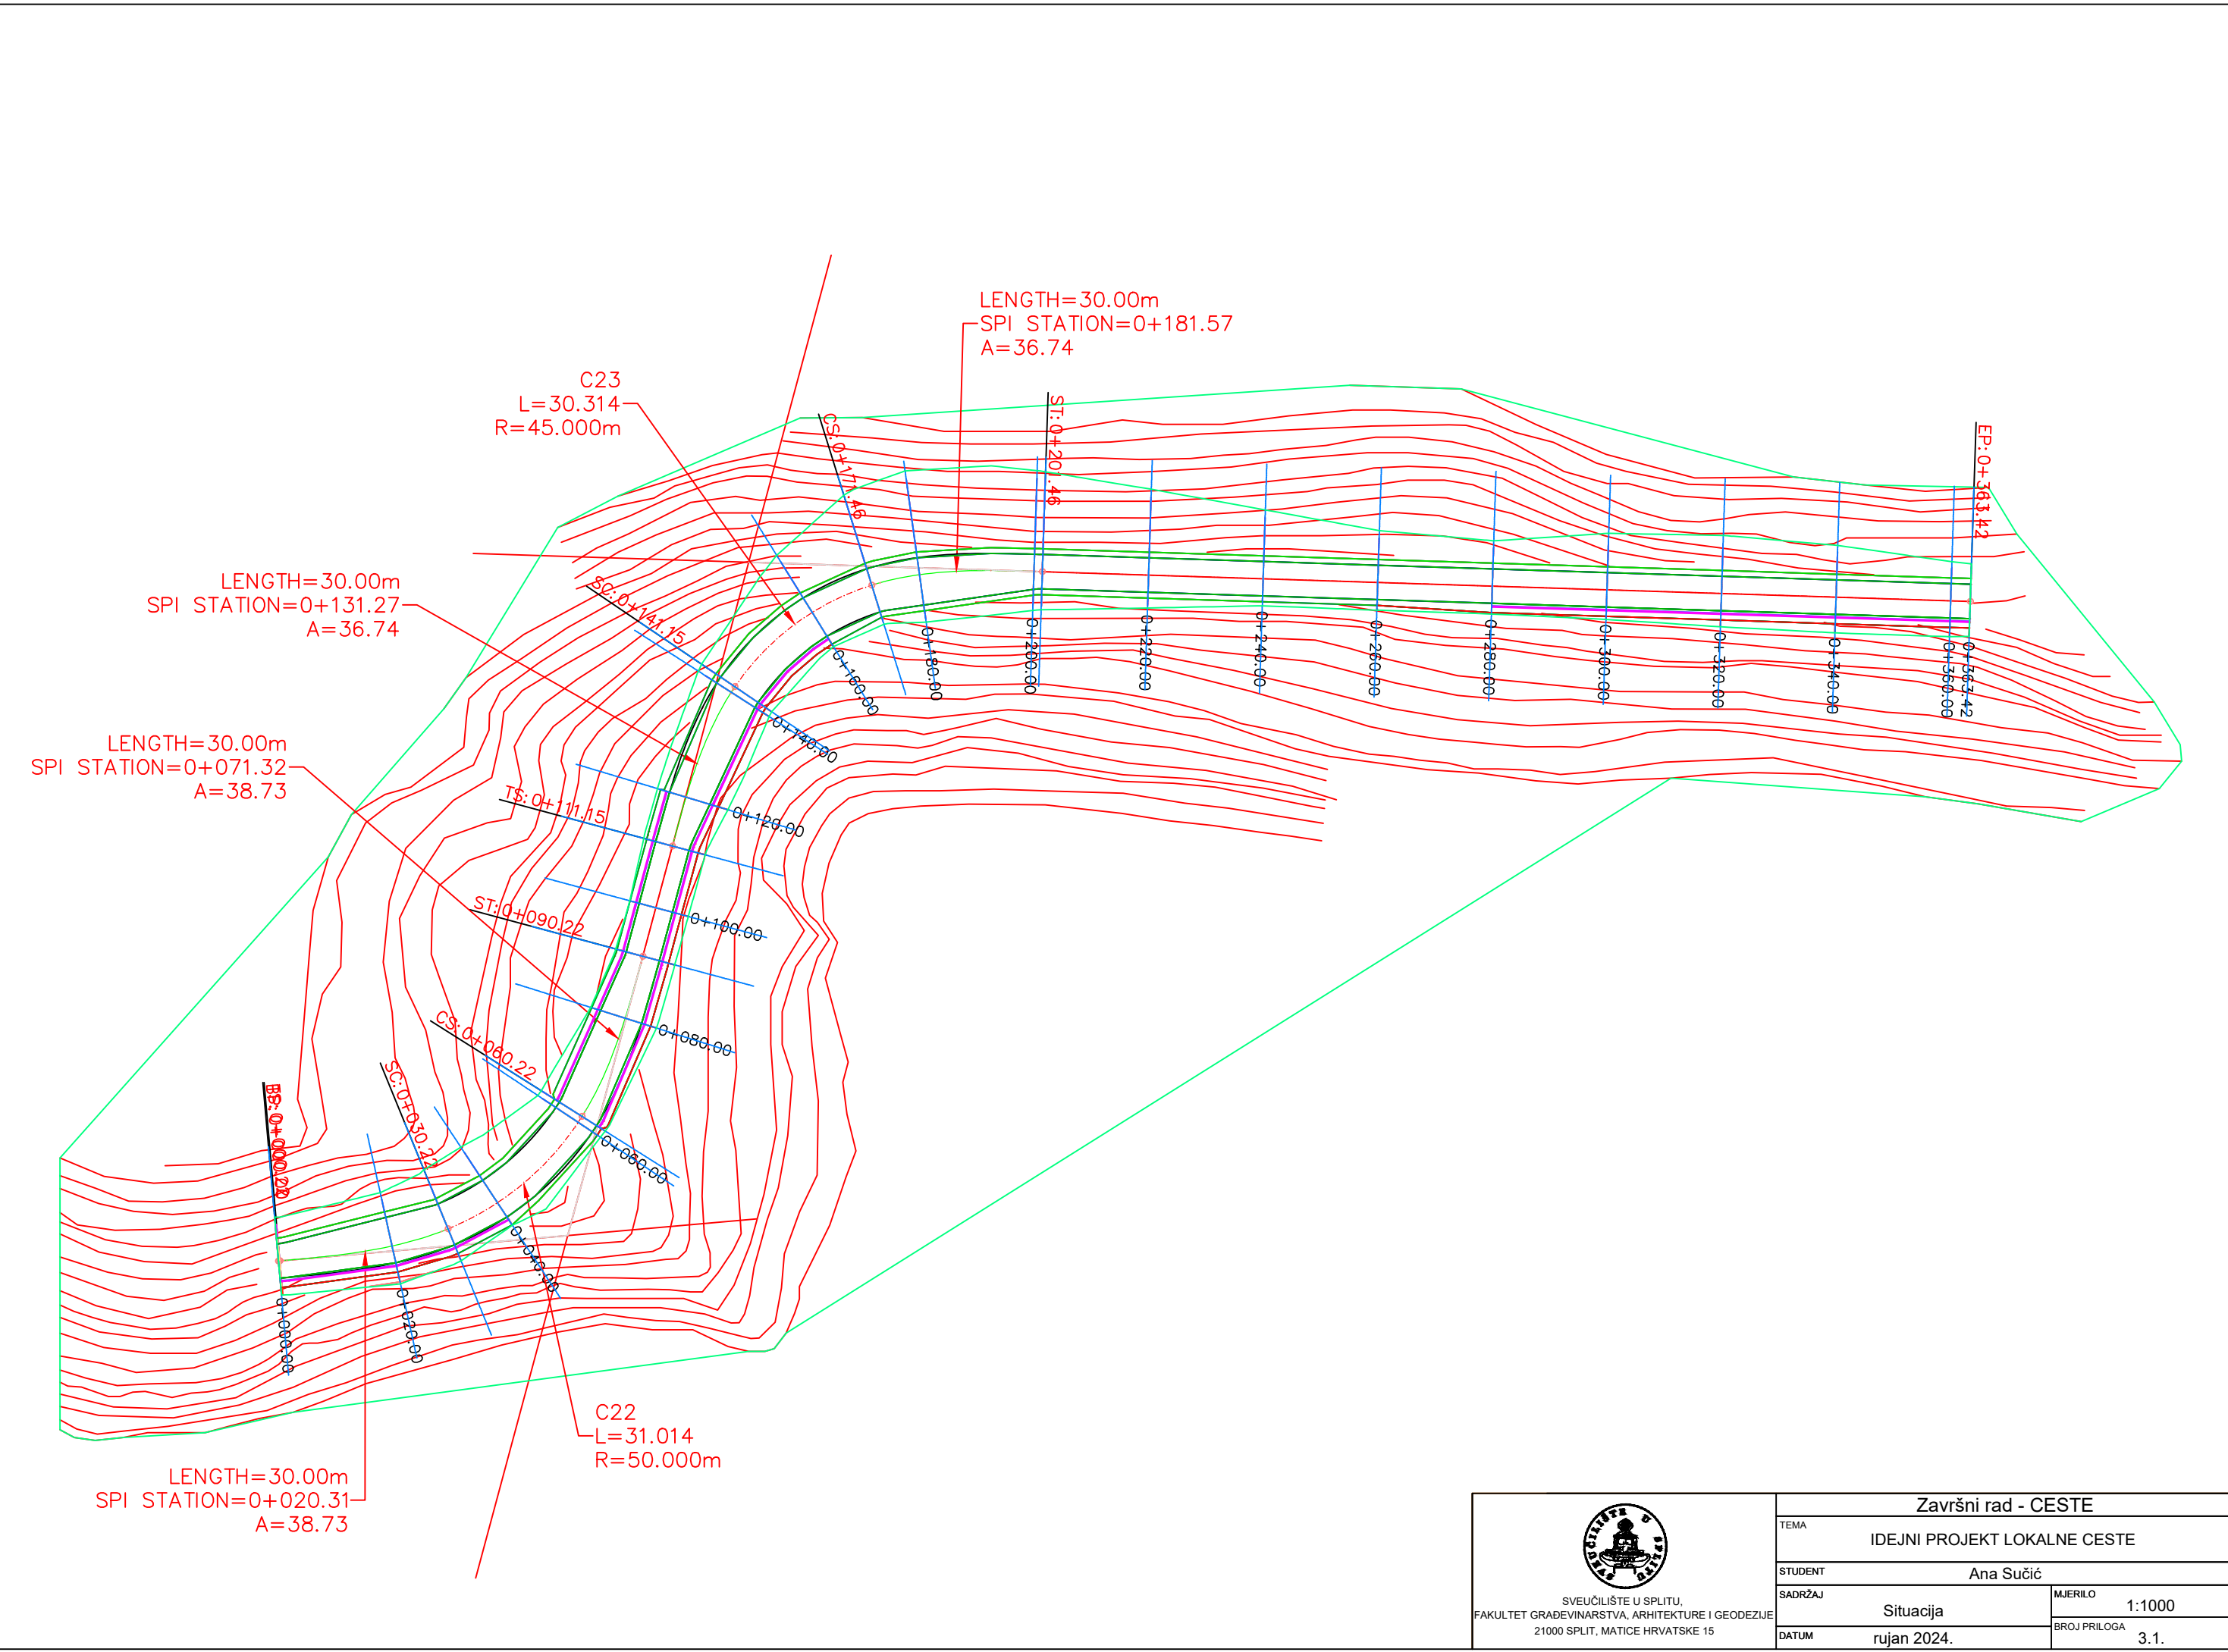 LENGTH=30.00m
SPI STATION=0+181.57
A=36.74
C23
L=30.314
R=45.000m
LENGTH=30.00m
SPI STATION=0+131.27
A=36.74
LENGTH=30.00m
SPI STATION=0+071.32
A=38.73
SC: 0+030.22
CS: 0+060.22
ST: 0+090.22
TS: 0+111.15
SC: 0+141.15
CS: 0+171.46
ST: 0+201.46
EP: 0+363.42
0+000.00
0+020.00
0+040.00
0+060.00
0+080.00
0+100.00
0+120.00
0+140.00
0+160.00
0+180.00
0+200.00
0+220.00
0+240.00
0+260.00
0+280.00
0+300.00
0+320.00
0+340.00
0+360.00
0+363.42
C22
L=31.014
R=50.000m
LENGTH=30.00m
SPI STATION=0+020.31
A=38.73
SVEUČILIŠTE U SPLITU
SVEUČILIŠTE U SPLITU,
FAKULTET GRAĐEVINARSTVA, ARHITEKTURE I GEODEZIJE
21000 SPLIT, MATICE HRVATSKE 15
Završni rad - CESTE
TEMA
IDEJNI PROJEKT LOKALNE CESTE
STUDENT
Ana Sučić
SADRŽAJ
Situacija
MJERILO
1:1000
DATUM
rujan 2024.
BROJ PRILOGA
3.1.